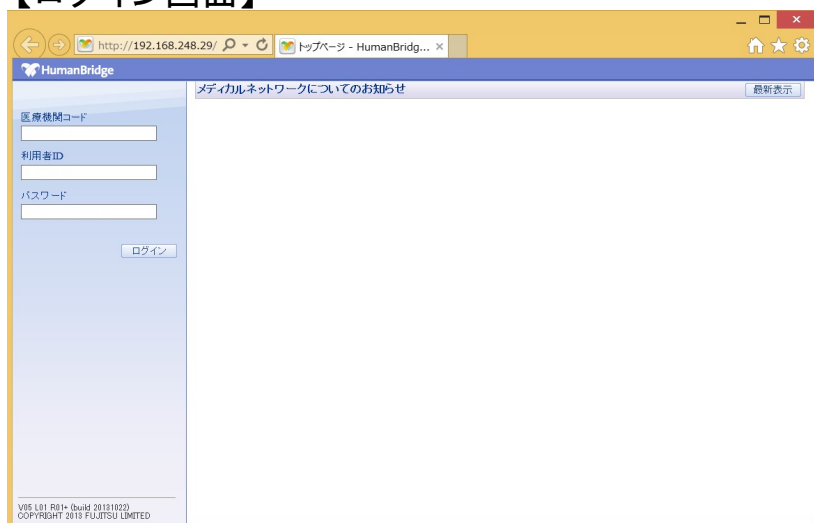 【ログイン画面】
http://192.168.248.29/
トップページ - HumanBridg...
HumanBridge
メディカルネットワークについてのお知らせ
最新表示
医療機関コード
利用者ID
パスワード
ログイン
V05 L01 R01+ (build 20131022)
COPYRIGHT 2013 FUJITSU LIMITED